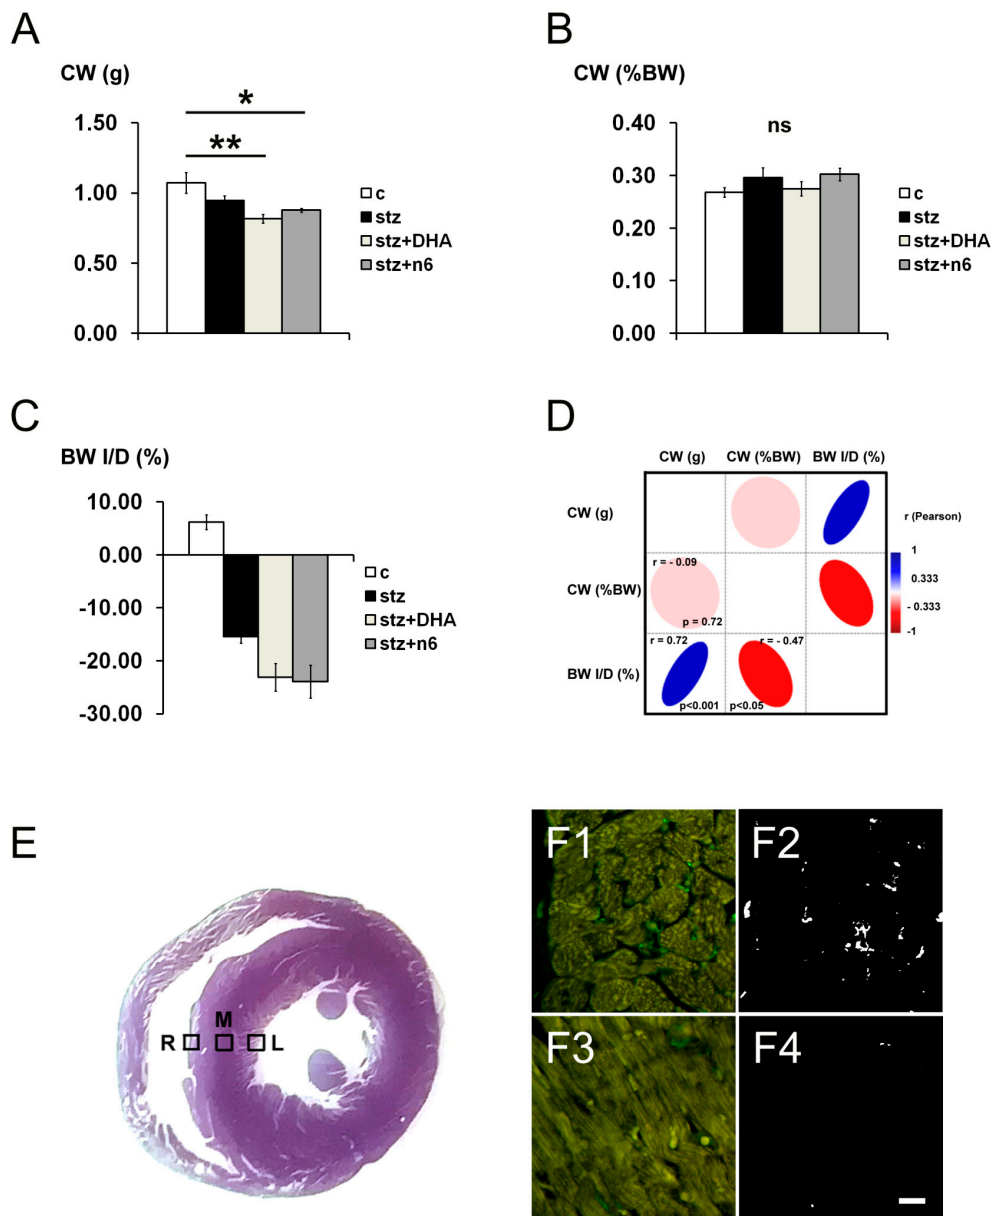 A
CW (g)
*
**
1.50
1.00
0.50
0.00
c
stz
stz+DHA
stz+n6
B
CW (%BW)
ns
0.40
0.30
0.20
0.10
0.00
c
stz
stz+DHA
stz+n6
C
BW I/D (%)
10.00
0.00
-10.00
-20.00
-30.00
c
stz
stz+DHA
stz+n6
D
CW (g) CW (%BW) BW I/D (%)
CW (g)
CW (%BW)
BW I/D (%)
r = - 0.09
p = 0.72
r = 0.72
p<0.001
r = - 0.47
p<0.05
r (Pearson)
1
0.333
- 0.333
-1
E
R
M
L
F1
F2
F3
F4